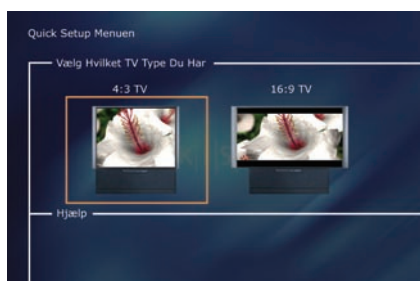 Quick Setup Menuen
Vælg Hvilket TV Type Du Har
4:3 TV
16:9 TV
Hjælp